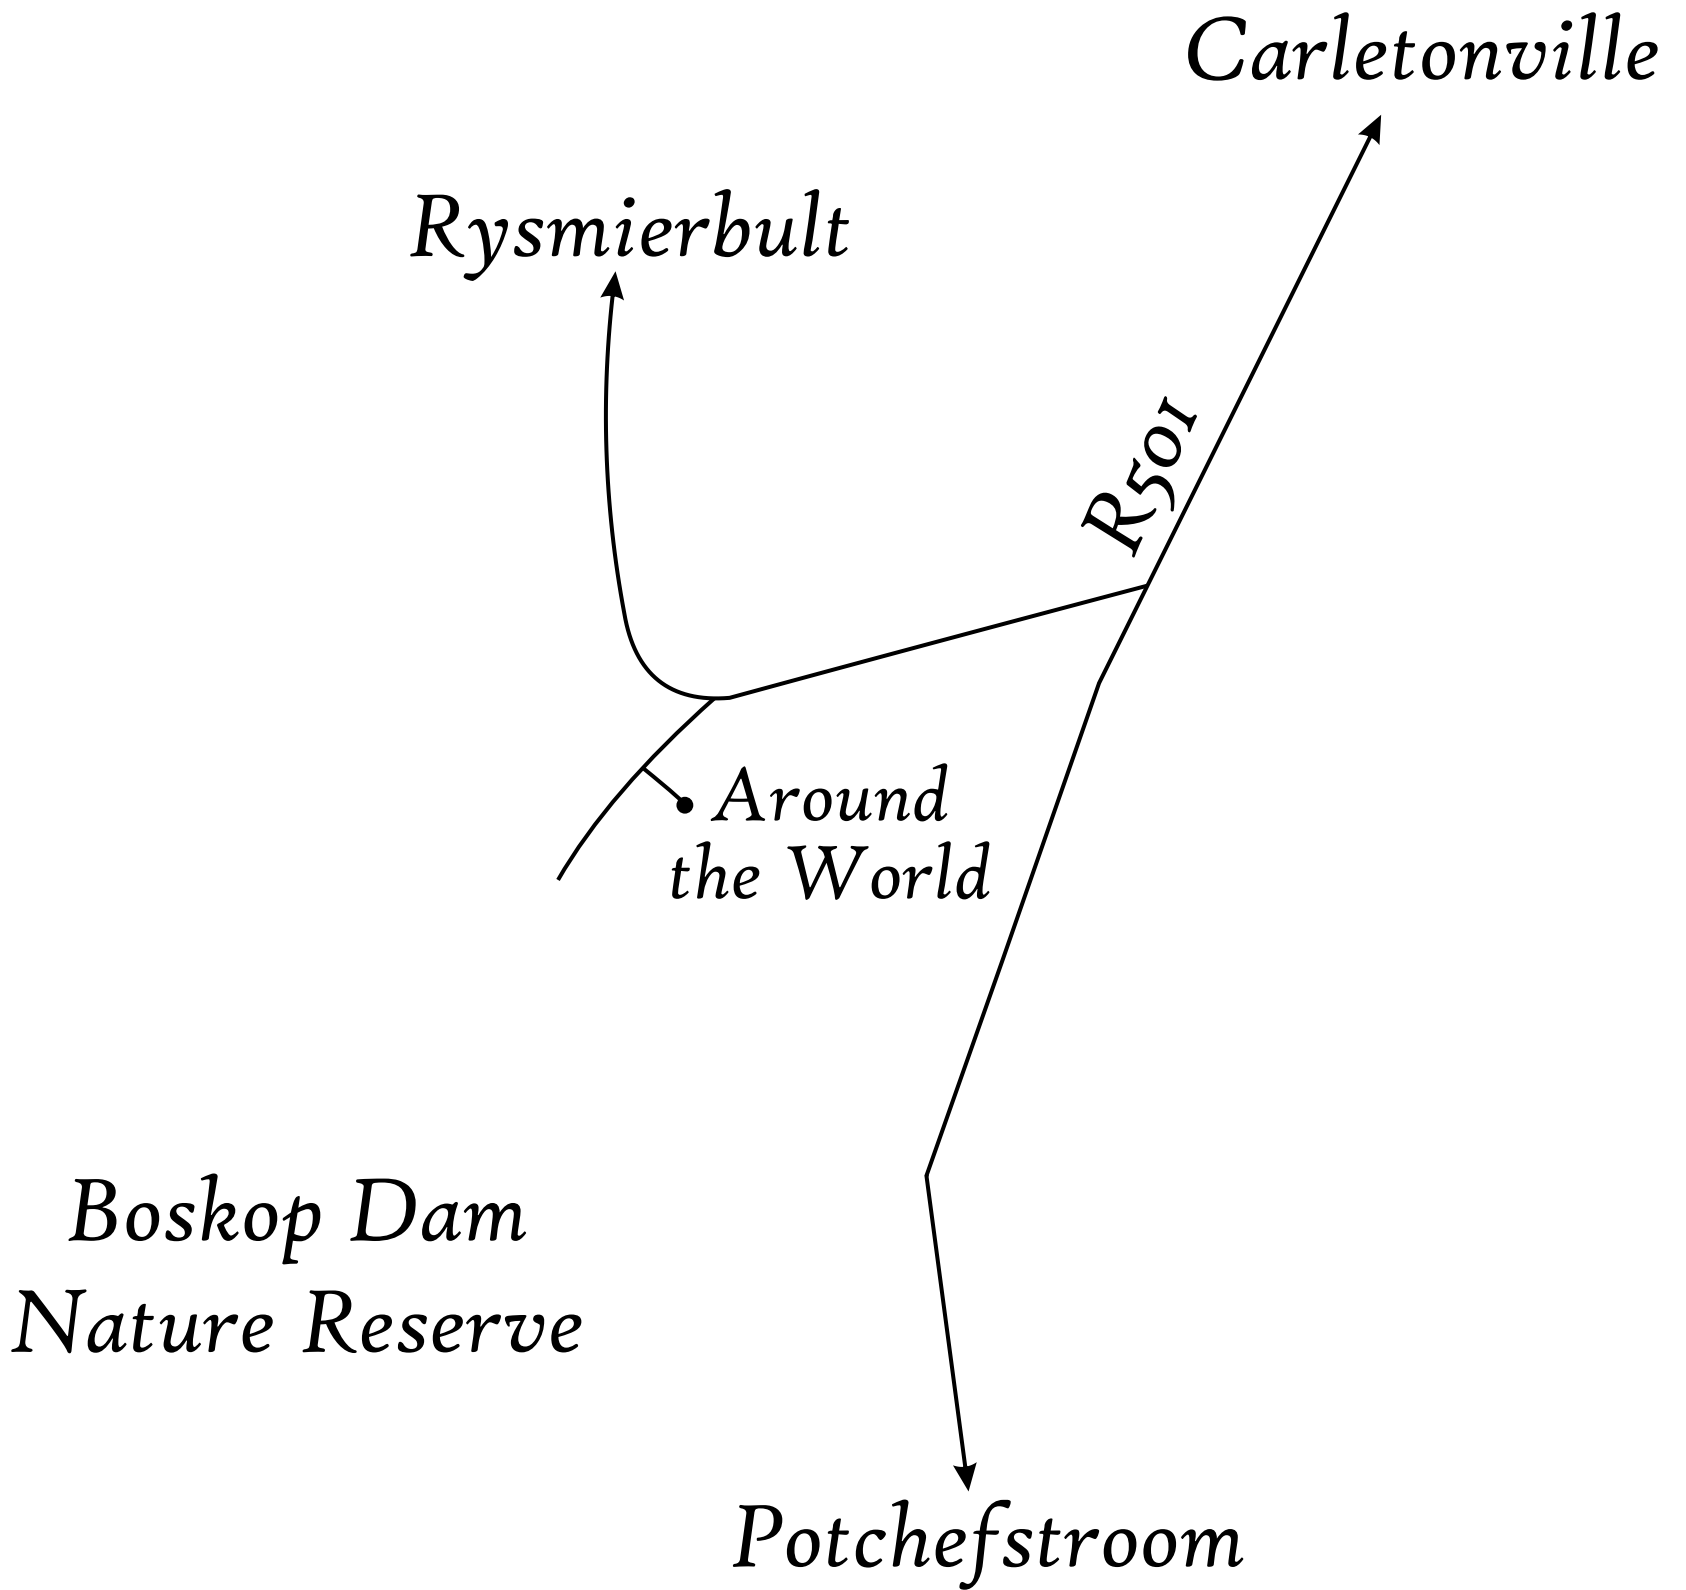 Carletonville
Rysmierbult
R501
Around
the World
Boskop Dam
Nature Reserve
Potchefstroom